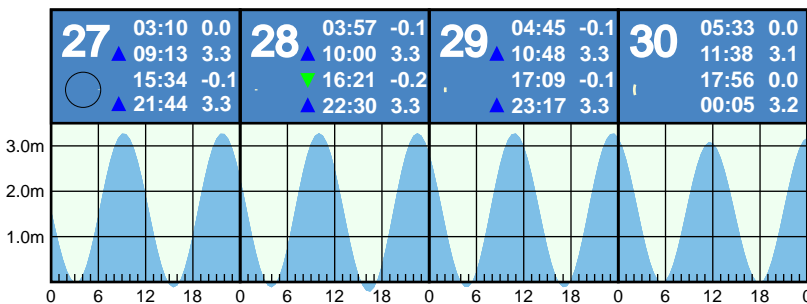 27
03:10 0.0
▲ 09:13 3.3
15:34 -0.1
▲ 21:44 3.3
28
03:57 -0.1
▲ 10:00 3.3
▼ 16:21 -0.2
▲ 22:30 3.3
29
04:45 -0.1
▲ 10:48 3.3
17:09 -0.1
▲ 23:17 3.3
30
05:33 0.0
11:38 3.1
17:56 0.0
00:05 3.2
3.0m
2.0m
1.0m
0 6 12 18 0 6 12 18 0 6 12 18 0 6 12 18 0